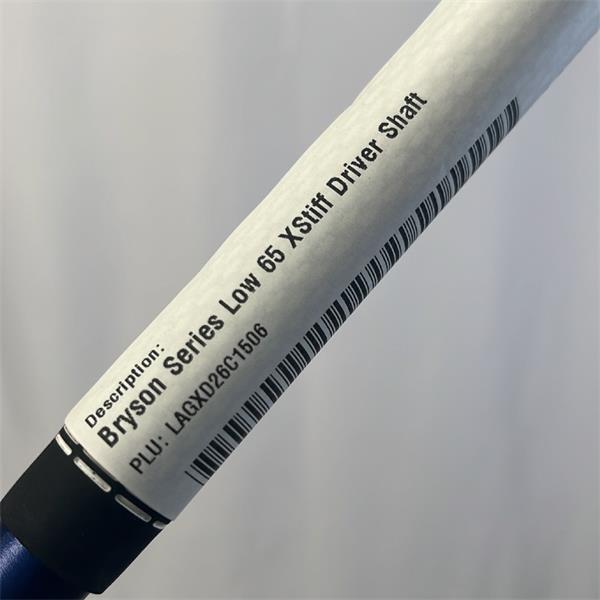 Description:
Bryson Series Low 65 XStiff Driver Shaft
PLU: LAGXD26C1506